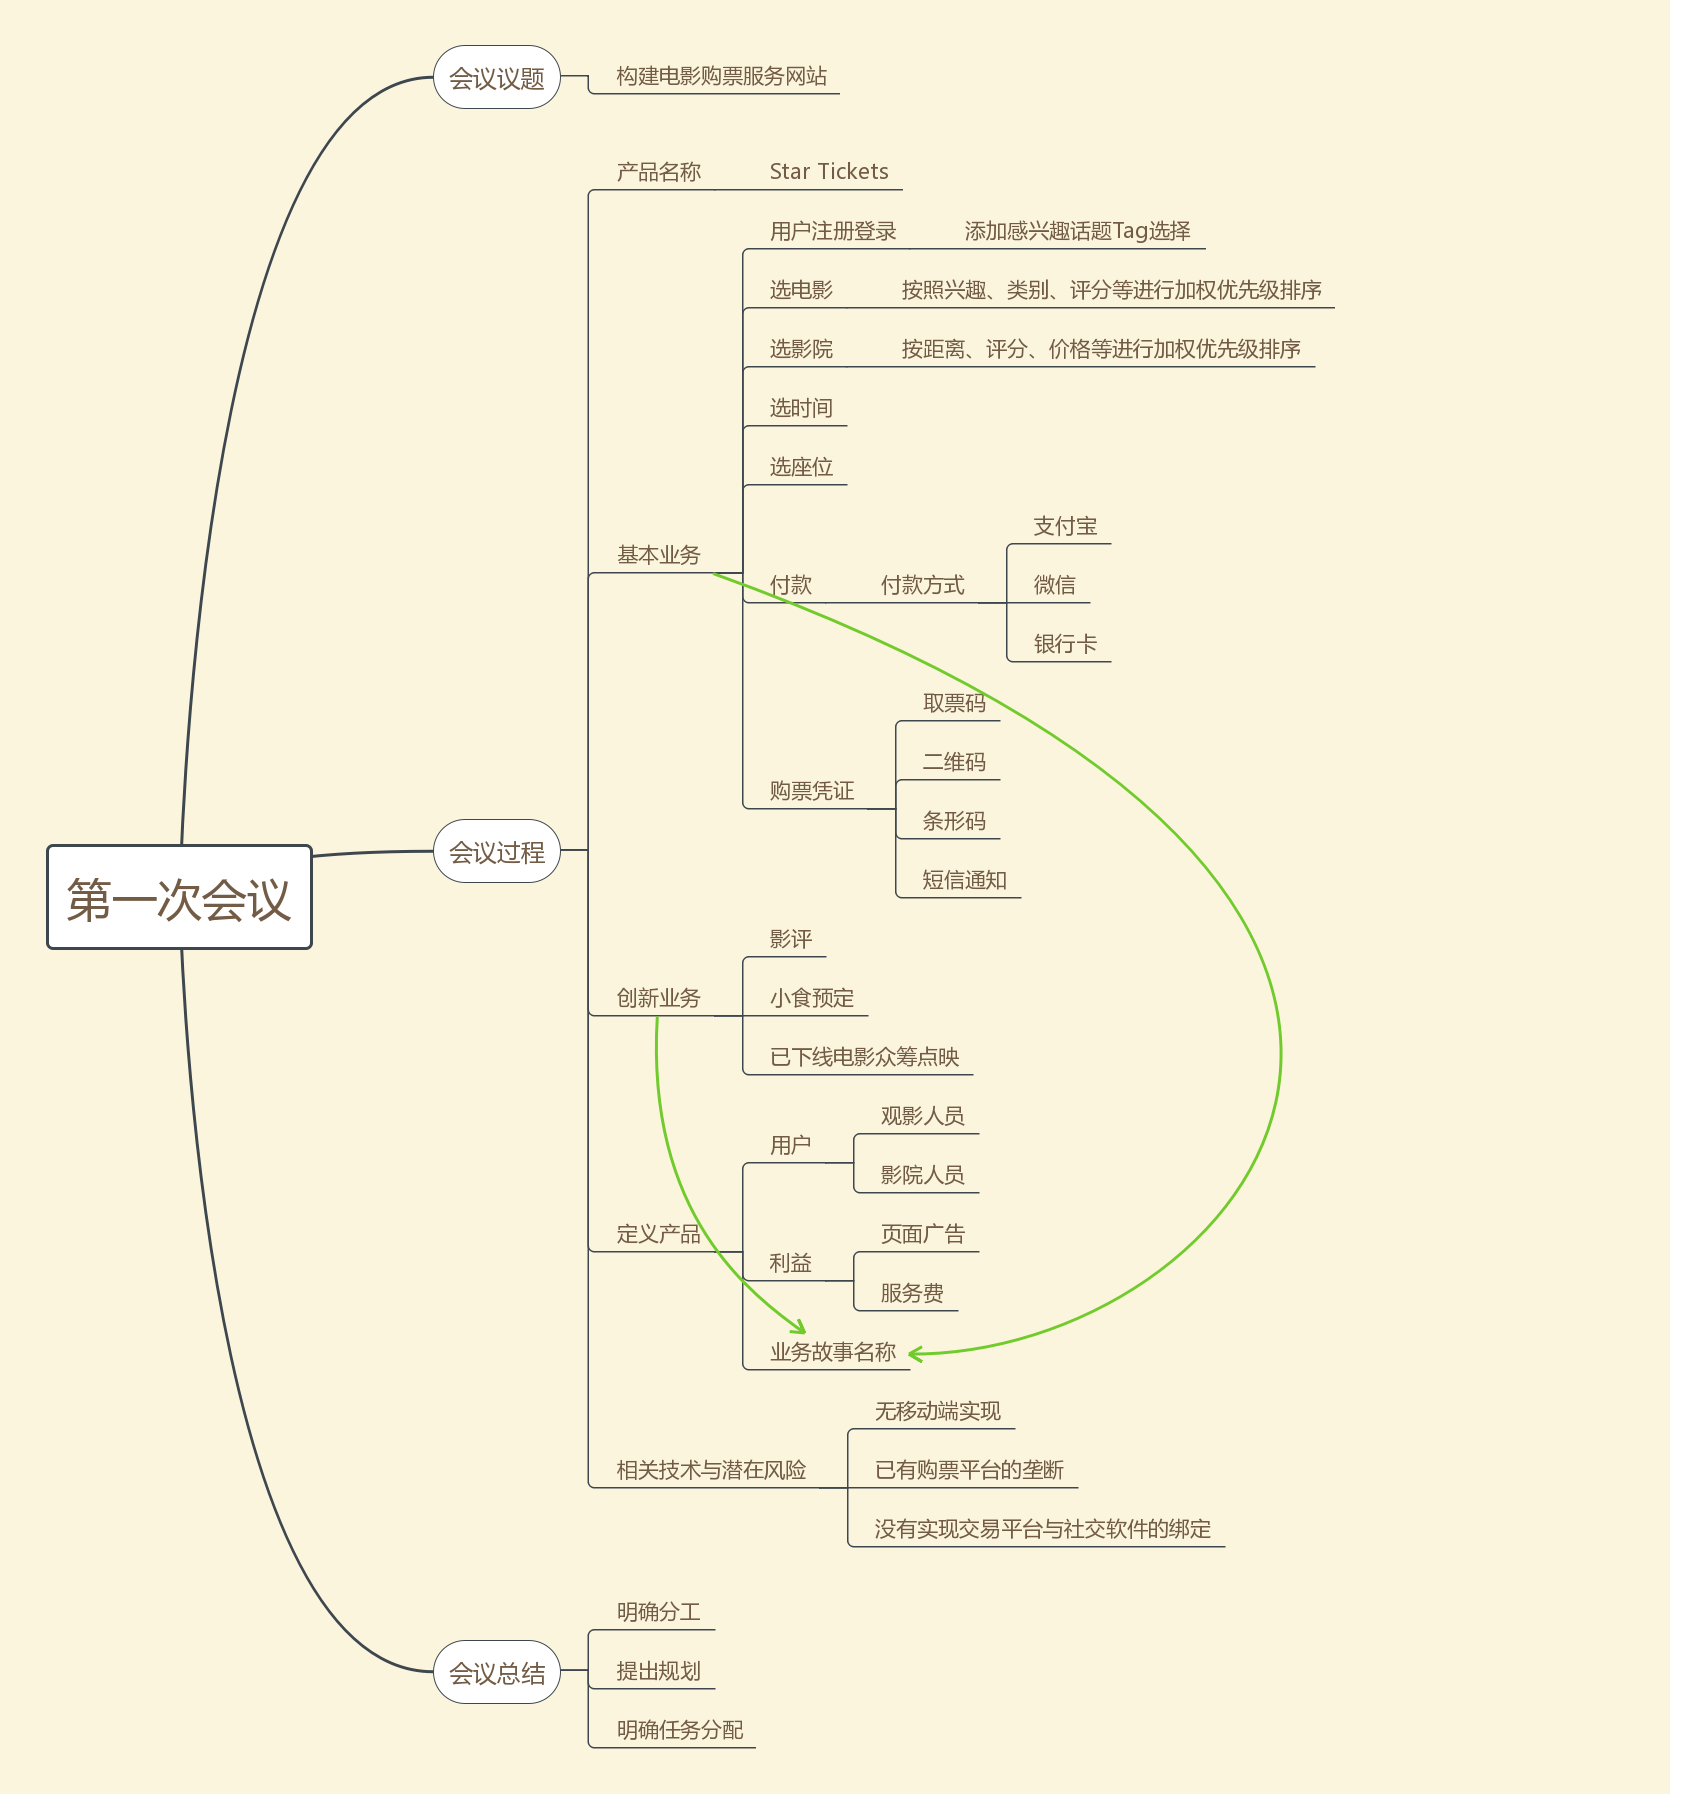 会议议题
构建电影购票服务网站
产品名称
Star Tickets
用户注册登录
添加感兴趣话题Tag选择
选电影
按照兴趣、类别、评分等进行加权优先级排序
选影院
按距离、评分、价格等进行加权优先级排序
选时间
选座位
基本业务
支付宝
付款
付款方式
微信
银行卡
取票码
二维码
购票凭证
条形码
短信通知
会议过程
第一次会议
影评
创新业务
小食预定
已下线电影众筹点映
观影人员
用户
影院人员
定义产品
页面广告
利益
服务费
业务故事名称
无移动端实现
相关技术与潜在风险
已有购票平台的垄断
没有实现交易平台与社交软件的绑定
明确分工
会议总结
提出规划
明确任务分配